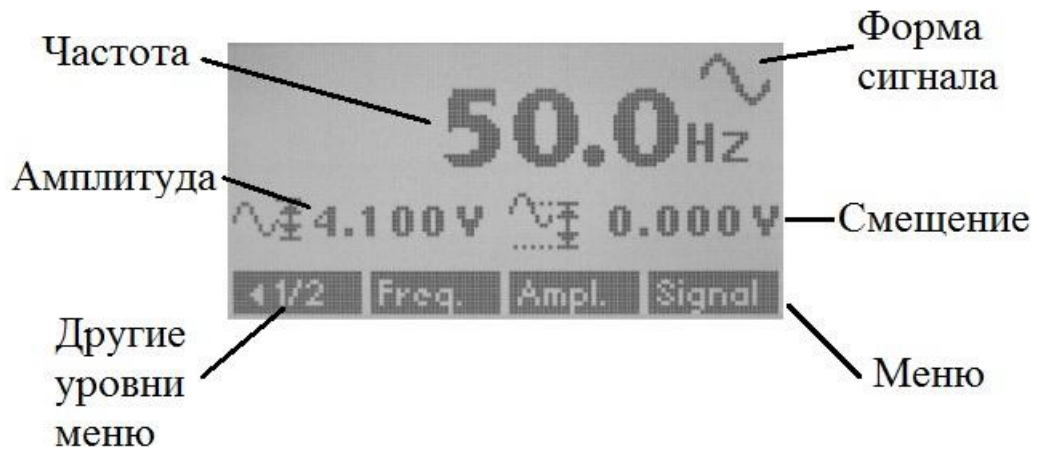 Частота
Форма
сигнала
50.0Hz
Амплитуда
4.100V
0.000V
Смещение
1/2
Freq.
Ampl.
Signal
Другие
уровни
меню
Меню